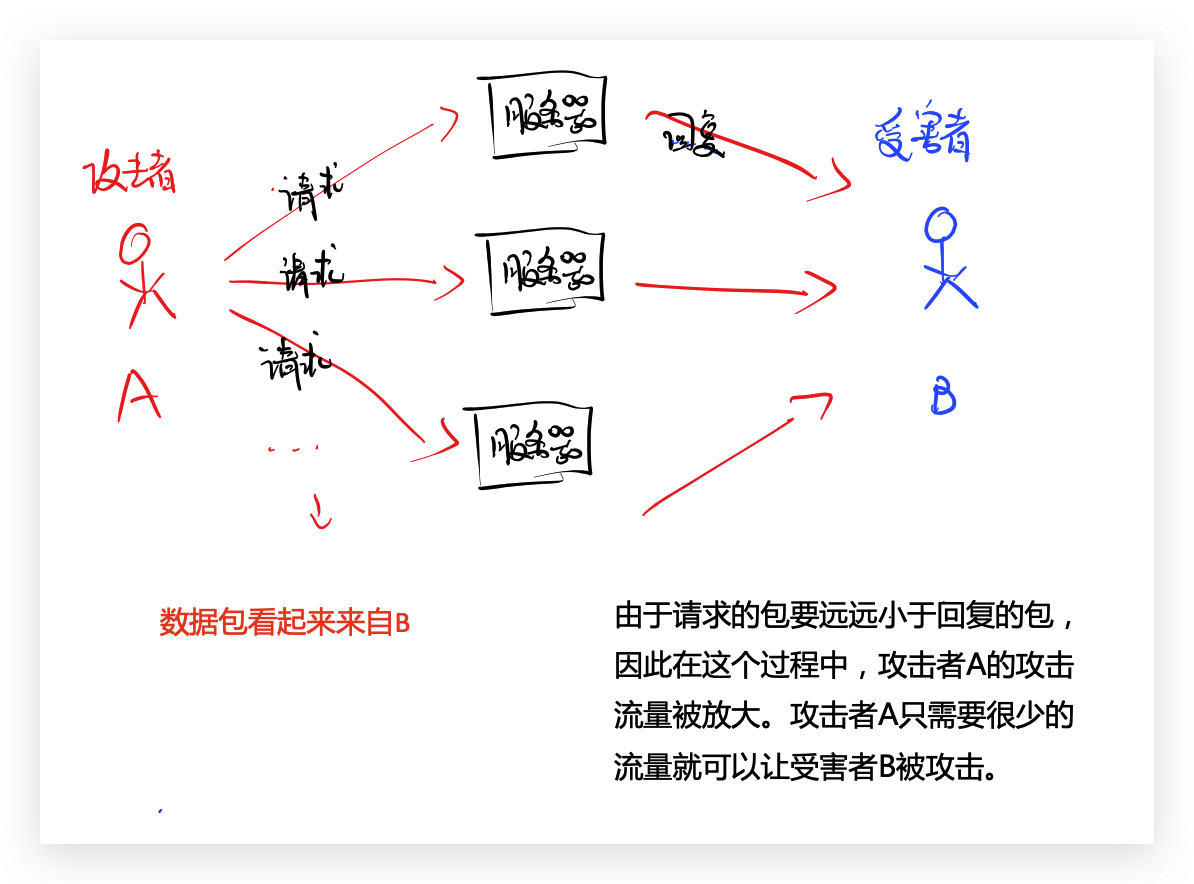 服务器
回复
受害者
攻击者
请求
请求
服务器
请求
A
B
服务器
数据包看起来来自B
由于请求的包要远远小于回复的包，
因此在这个过程中，攻击者A的攻击
流量被放大。攻击者A只需要很少的
流量就可以让受害者B被攻击。